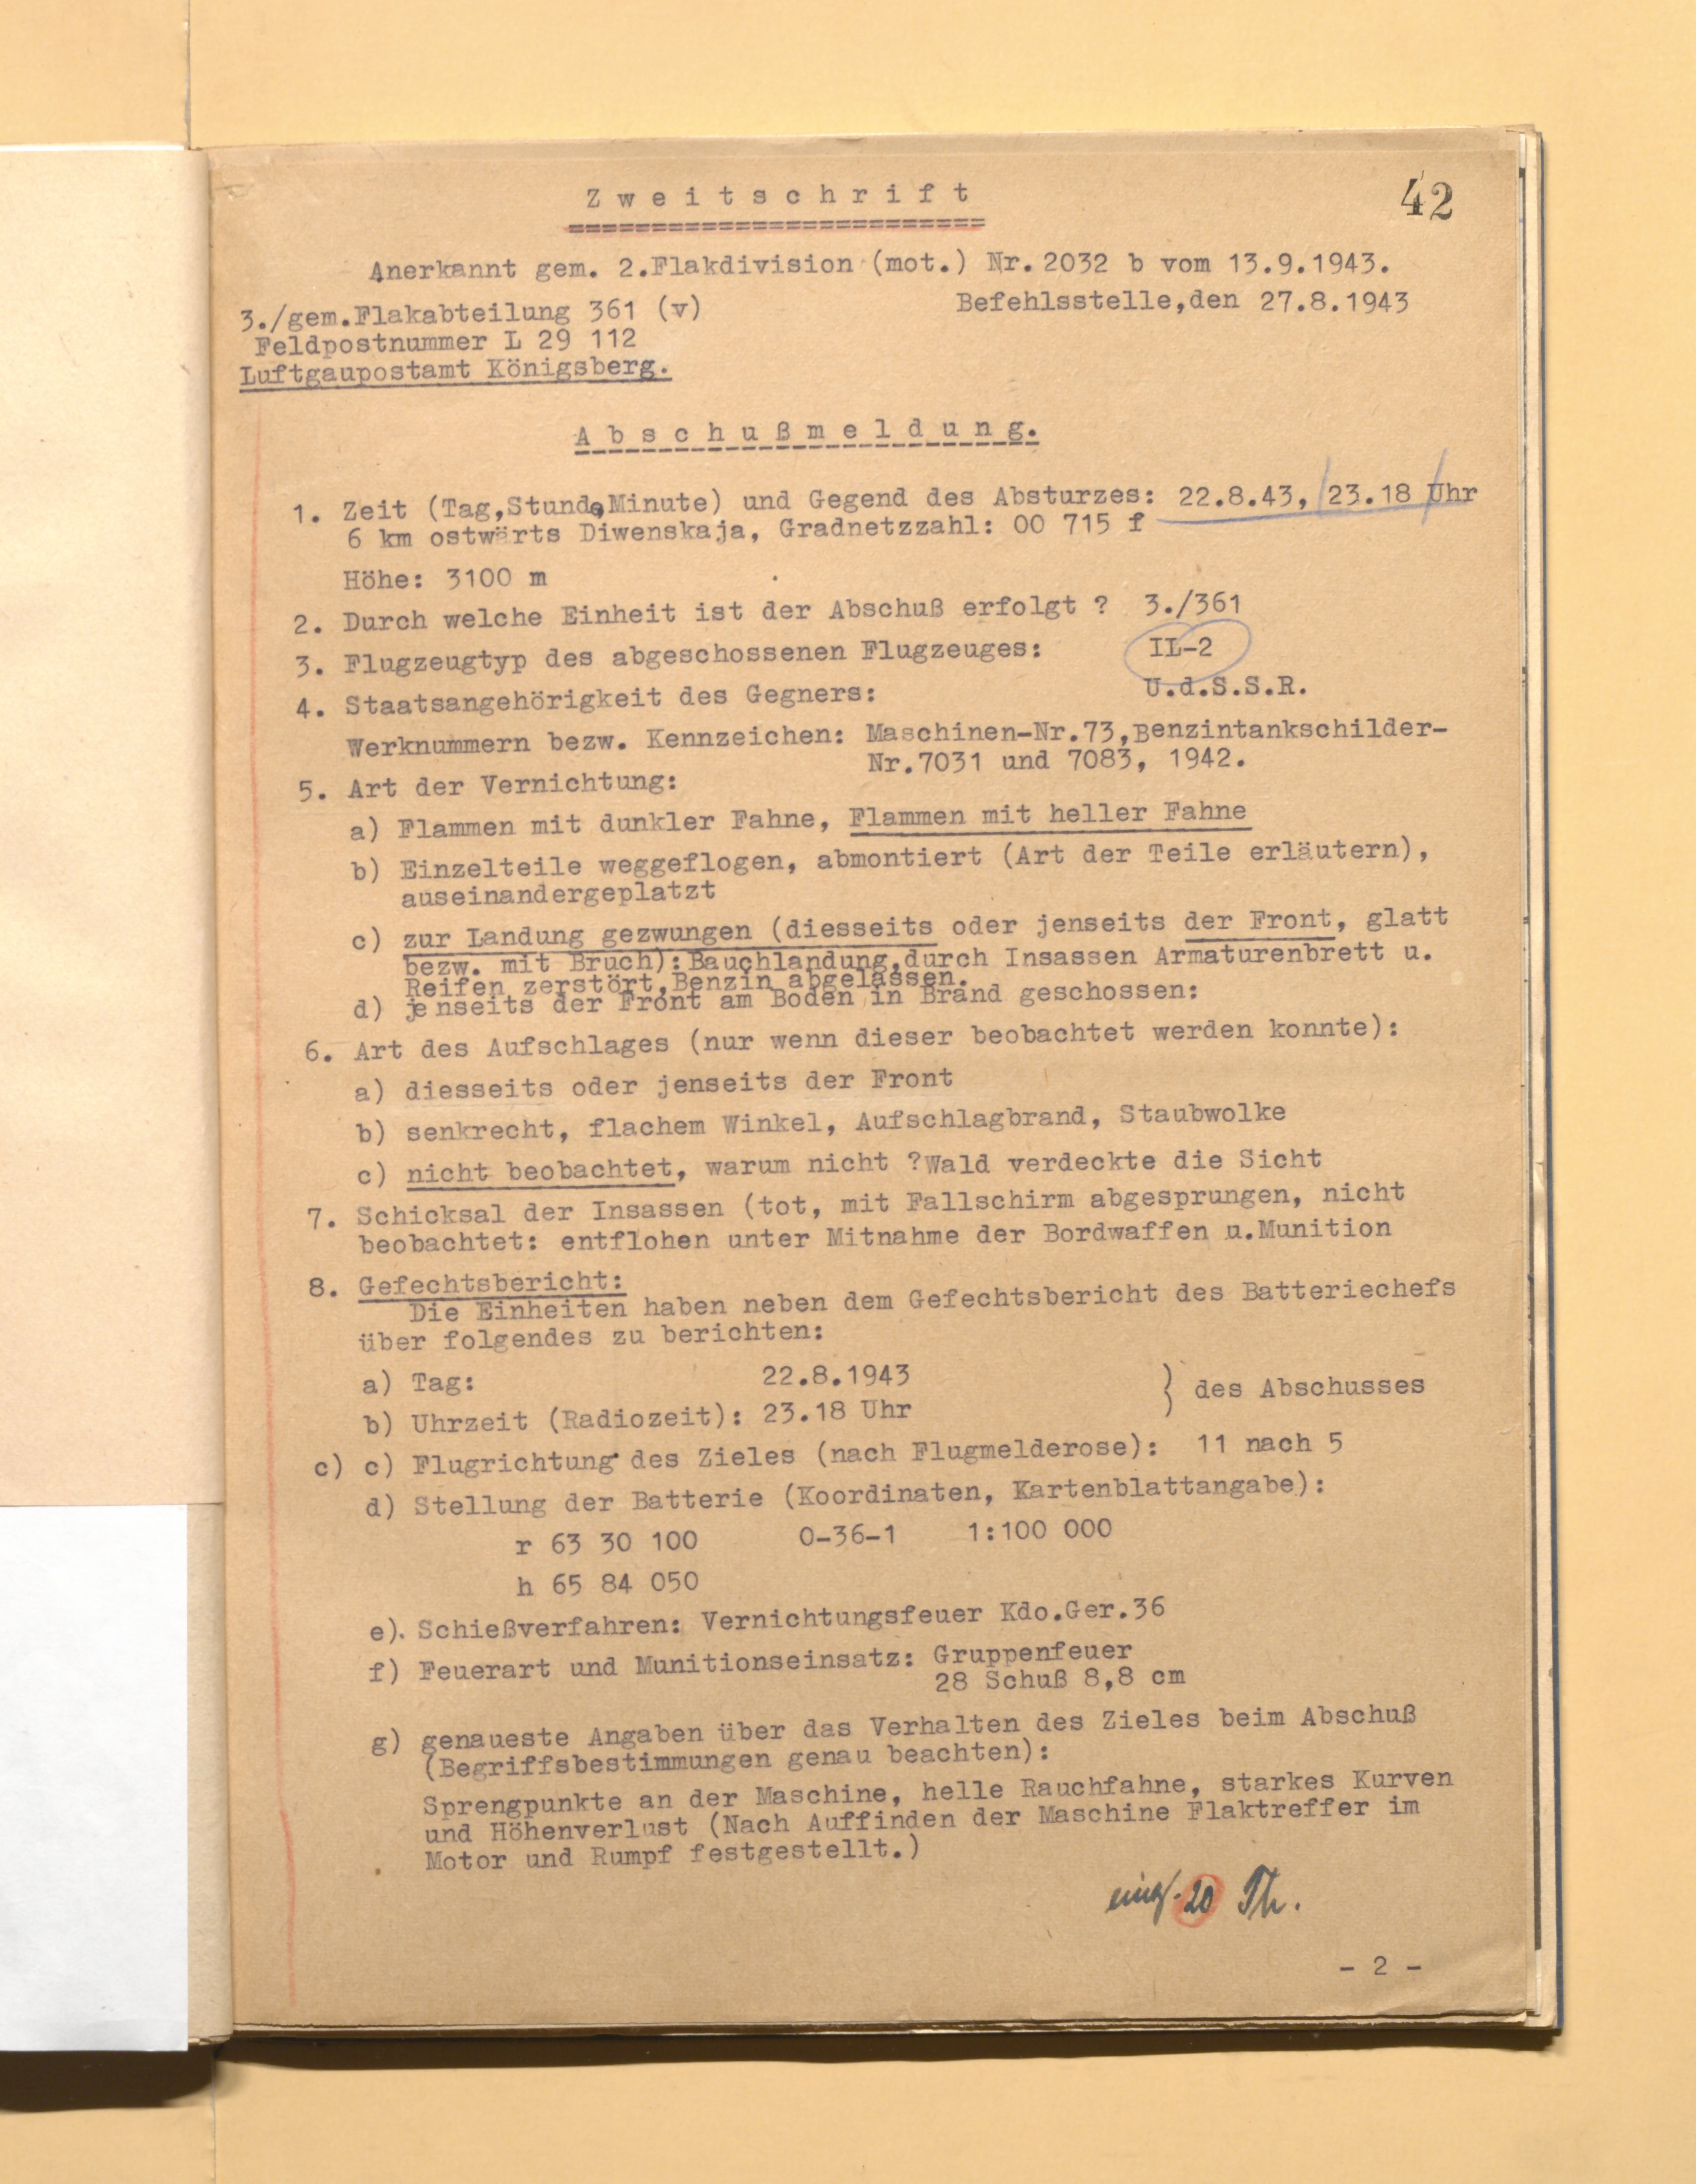 Zweitschrift
42
Anerkannt gem. 2.Flakdivision (mot.) Nr.2032 b vom 13.9.1943.
3./gem.Flakabteilung 361 (v)
Befehlsstelle,den 27.8.1943
Feldpostnummer L 29 112
Luftgaupostamt Königsberg.
Abschußmeldung.
1. Zeit (Tag,Stunde,Minute) und Gegend des Absturzes: 22.8.43, 23.18 Uhr
6 km ostwärts Diwenskaja, Gradnetzzahl: 00 715 f
Höhe: 3100 m
2. Durch welche Einheit ist der Abschuß erfolgt ? 3./361
3. Flugzeugtyp des abgeschossenen Flugzeuges: IL-2
4. Staatsangehörigkeit des Gegners: U.d.S.S.R.
Werknummern bezw. Kennzeichen: Maschinen-Nr.73,Benzintankschilder-
Nr.7031 und 7083, 1942.
5. Art der Vernichtung:
a) Flammen mit dunkler Fahne, Flammen mit heller Fahne
b) Einzelteile weggeflogen, abmontiert (Art der Teile erläutern),
auseinandergeplatzt
c) zur Landung gezwungen (diesseits oder jenseits der Front, glatt
bezw. mit Bruch):Bauchlandung,durch Insassen Armaturenbrett u.
Reifen zerstört,Benzin abgelassen.
d) jenseits der Front am Boden in Brand geschossen:
6. Art des Aufschlages (nur wenn dieser beobachtet werden konnte):
a) diesseits oder jenseits der Front
b) senkrecht, flachem Winkel, Aufschlagbrand, Staubwolke
c) nicht beobachtet, warum nicht ?Wald verdeckte die Sicht
7. Schicksal der Insassen (tot, mit Fallschirm abgesprungen, nicht
beobachtet: entflohen unter Mitnahme der Bordwaffen u.Munition
8. Gefechtsbericht:
Die Einheiten haben neben dem Gefechtsbericht des Batteriechefs
über folgendes zu berichten:
a) Tag: 22.8.1943
} des Abschusses
b) Uhrzeit (Radiozeit): 23.18 Uhr
c) c) Flugrichtung des Zieles (nach Flugmelderose): 11 nach 5
d) Stellung der Batterie (Koordinaten, Kartenblattangabe):
r 63 30 100 0-36-1 1:100 000
h 65 84 050
e). Schießverfahren: Vernichtungsfeuer Kdo.Ger.36
f) Feuerart und Munitionseinsatz: Gruppenfeuer
28 Schuß 8,8 cm
g) genaueste Angaben über das Verhalten des Zieles beim Abschuß
(Begriffsbestimmungen genau beachten):
Sprengpunkte an der Maschine, helle Rauchfahne, starkes Kurven
und Höhenverlust (Nach Auffinden der Maschine Flaktreffer im
Motor und Rumpf festgestellt.)
20
- 2 -